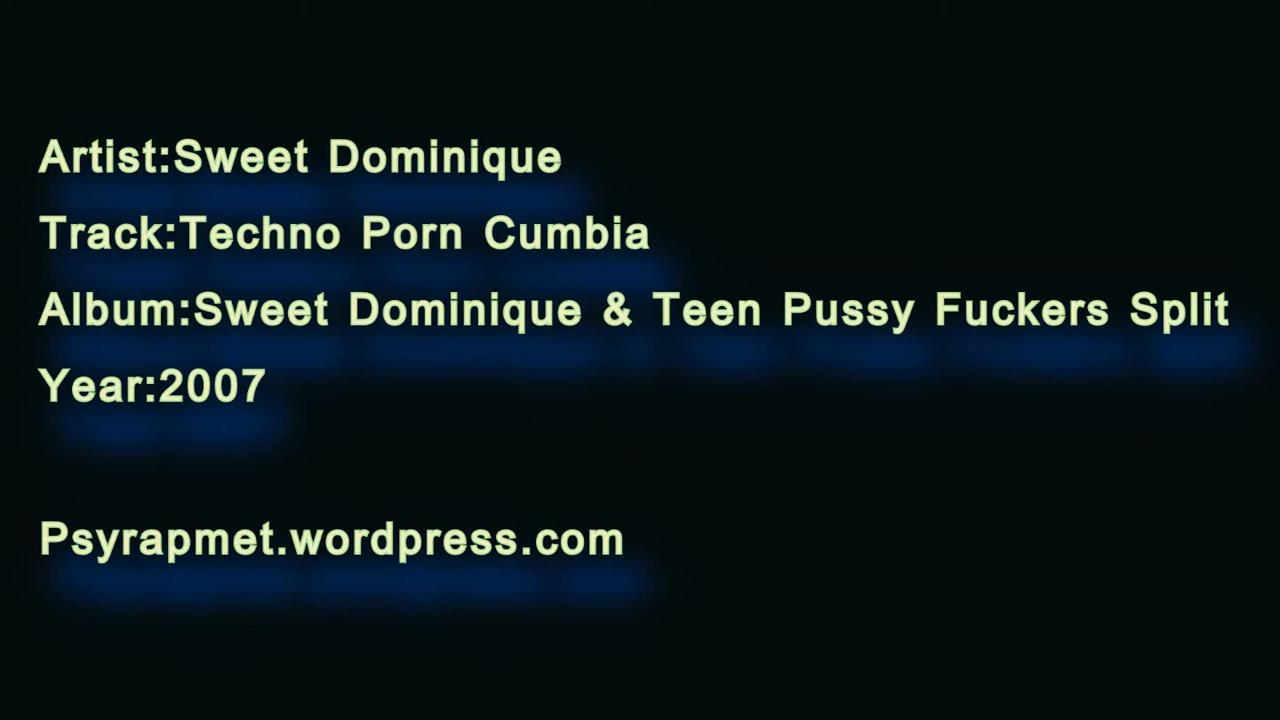 Artist:Sweet Dominique
Track:Techno Porn Cumbia
Album:Sweet Dominique & Teen Pussy Fuckers Split
Year:2007
Psyrapmet.wordpress.com